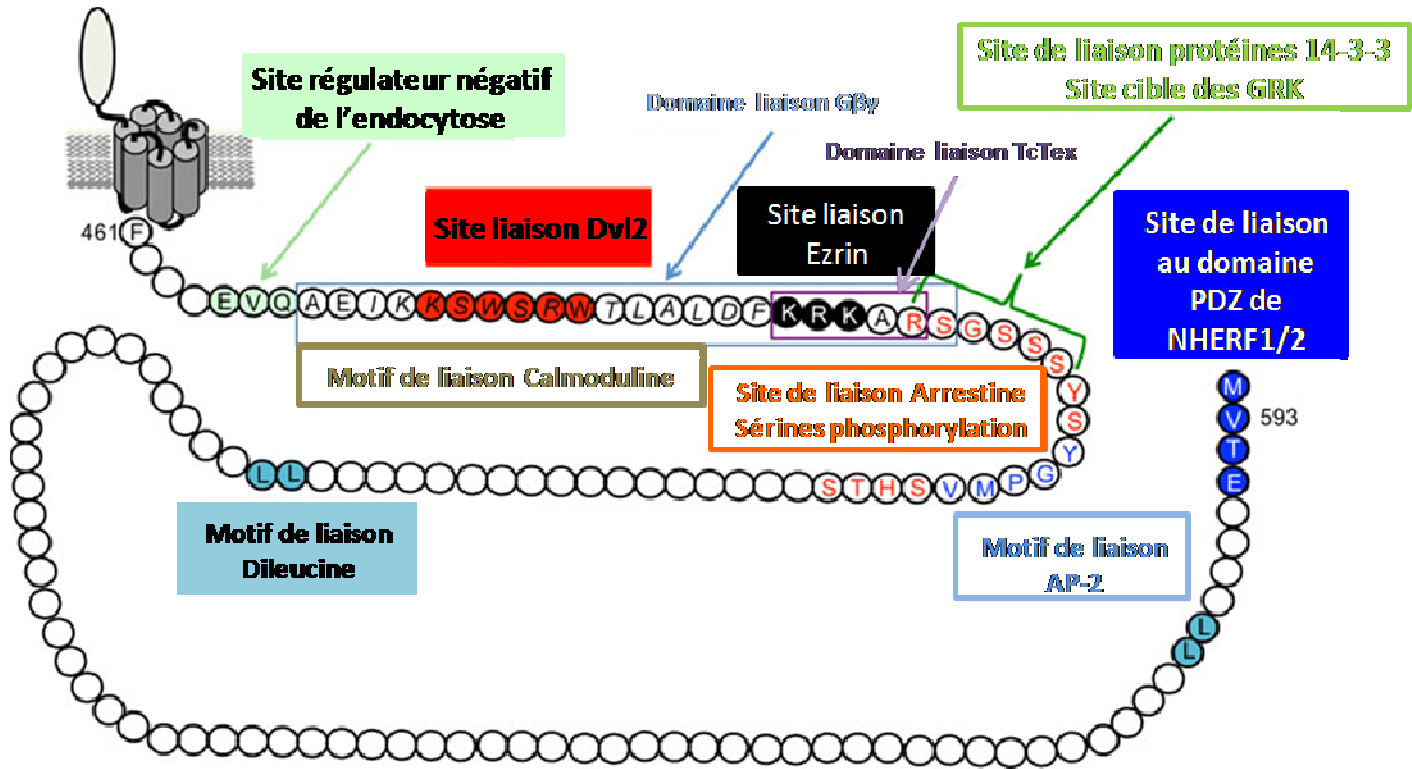 Site de liaison protéines 14-3-3
Site cible des GRK
Site régulateur négatif
de l'endocytose
Domaine liaison Gβγ
Domaine liaison TcTex
Site liaison Dvl2
Site liaison
Ezrin
Site de liaison
au domaine
PDZ de
NHERF1/2
461 F
E V Q A E I K K S W S R W T L A L D F K R K A R S G S S S Y S Y G P M V S H T S
Motif de liaison Calmoduline
Site de liaison Arrestine
Sérines phosphorylation
M
V 593
T
E
L L
Motif de liaison
Dileucine
Motif de liaison
AP-2
L
L